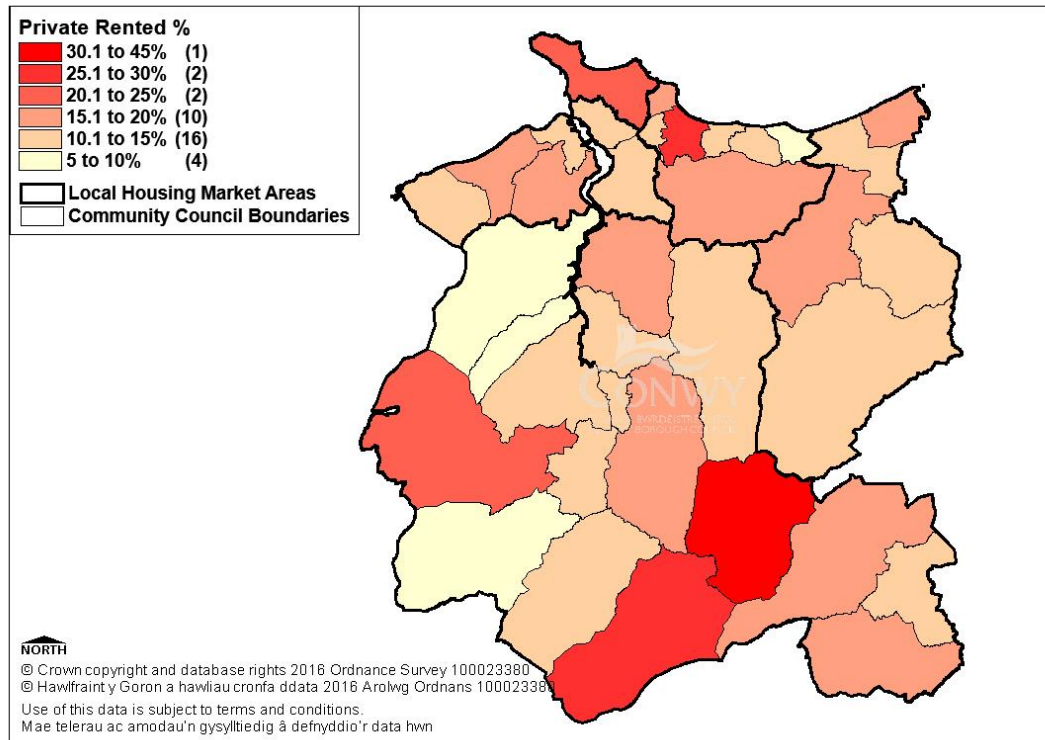 Private Rented %
30.1 to 45% (1)
25.1 to 30% (2)
20.1 to 25% (2)
15.1 to 20% (10)
10.1 to 15% (16)
5 to 10% (4)
Local Housing Market Areas
Community Council Boundaries
CONWY
BWRDEISTREF SIROL
BOROUGH COUNCIL
NORTH
© Crown copyright and database rights 2016 Ordnance Survey 100023380
© Hawlfraint y Goron a hawliau cronfa ddata 2016 Arolwg Ordnans 100023380
Use of this data is subject to terms and conditions.
Mae telerau ac amodau'n gysylltiedig â defnyddio'r data hwn